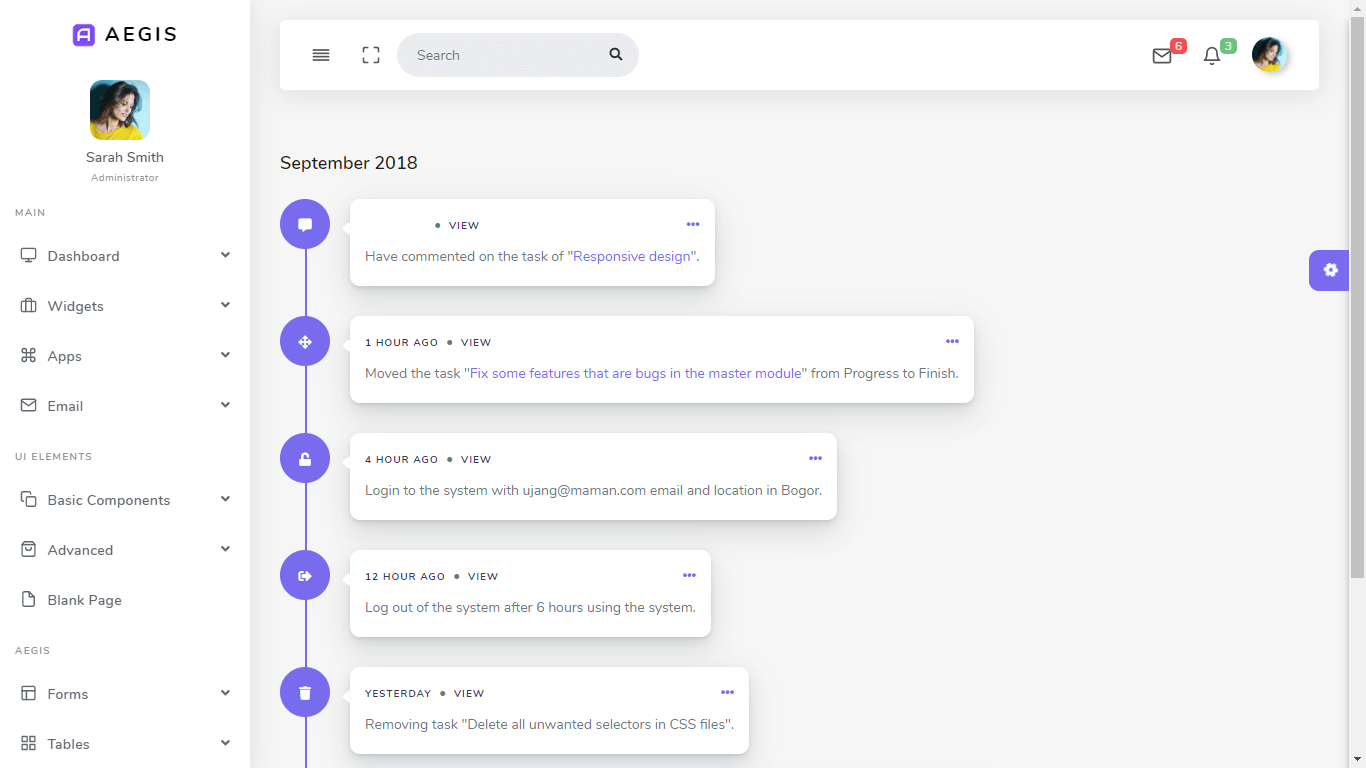 AEGIS
Sarah Smith
Administrator
MAIN
Dashboard
Widgets
Apps
Email
UI ELEMENTS
Basic Components
Advanced
Blank Page
AEGIS
Forms
Tables
Search
6
3
September 2018
● VIEW
Have commented on the task of "Responsive design".
1 HOUR AGO ● VIEW
Moved the task "Fix some features that are bugs in the master module" from Progress to Finish.
4 HOUR AGO ● VIEW
Login to the system with ujang@maman.com email and location in Bogor.
12 HOUR AGO ● VIEW
Log out of the system after 6 hours using the system.
YESTERDAY ● VIEW
Removing task "Delete all unwanted selectors in CSS files".